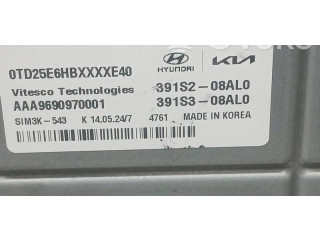 HYUNDAI KIA
0TD25E6HBXXXXE40
Vitesco Technologies 391S2-08AL0
AAA9690970001 391S3-08AL0
SIM3K-543 K 14.05.24/7 4761 MADE IN KOREA